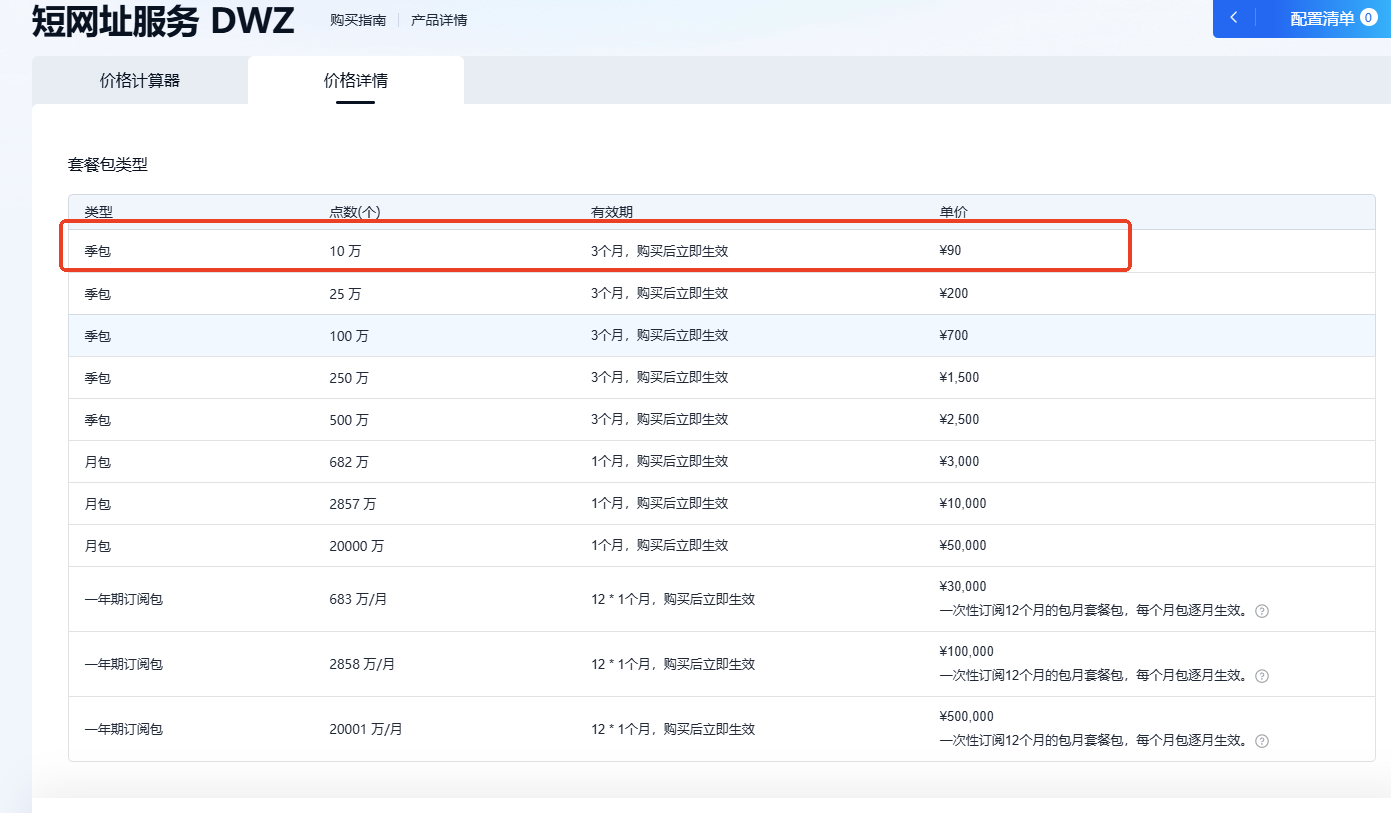 短网址服务 DWZ 购买指南 产品详情 配置清单 0
价格计算器 价格详情
套餐包类型
类型 点数(个) 有效期 单价
季包 10 万 3个月，购买后立即生效 ¥90
季包 25 万 3个月，购买后立即生效 ¥200
季包 100 万 3个月，购买后立即生效 ¥700
季包 250 万 3个月，购买后立即生效 ¥1,500
季包 500 万 3个月，购买后立即生效 ¥2,500
月包 682 万 1个月，购买后立即生效 ¥3,000
月包 2857 万 1个月，购买后立即生效 ¥10,000
月包 20000 万 1个月，购买后立即生效 ¥50,000
一年期订阅包 683 万/月 12 * 1个月，购买后立即生效 ¥30,000
一次性订阅12个月的包月套餐包，每个月包逐月生效。
一年期订阅包 2858 万/月 12 * 1个月，购买后立即生效 ¥100,000
一次性订阅12个月的包月套餐包，每个月包逐月生效。
一年期订阅包 20001 万/月 12 * 1个月，购买后立即生效 ¥500,000
一次性订阅12个月的包月套餐包，每个月包逐月生效。